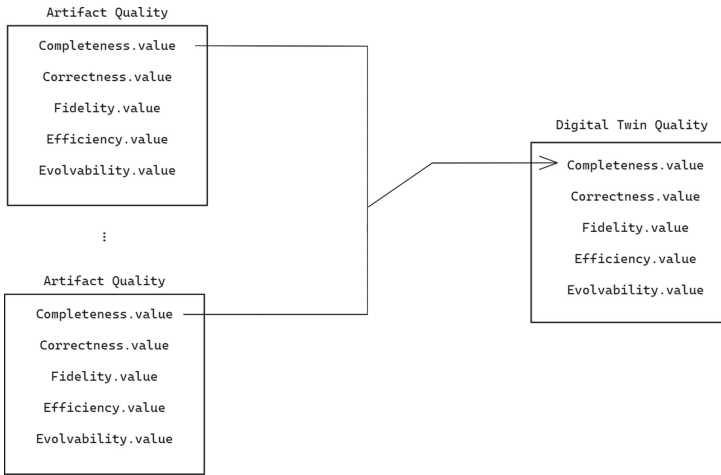 Artifact Quality
Completeness.value
Correctness.value
Fidelity.value
Efficiency.value
Evolvability.value
⋮
Artifact Quality
Completeness.value
Correctness.value
Fidelity.value
Efficiency.value
Evolvability.value
Digital Twin Quality
Completeness.value
Correctness.value
Fidelity.value
Efficiency.value
Evolvability.value